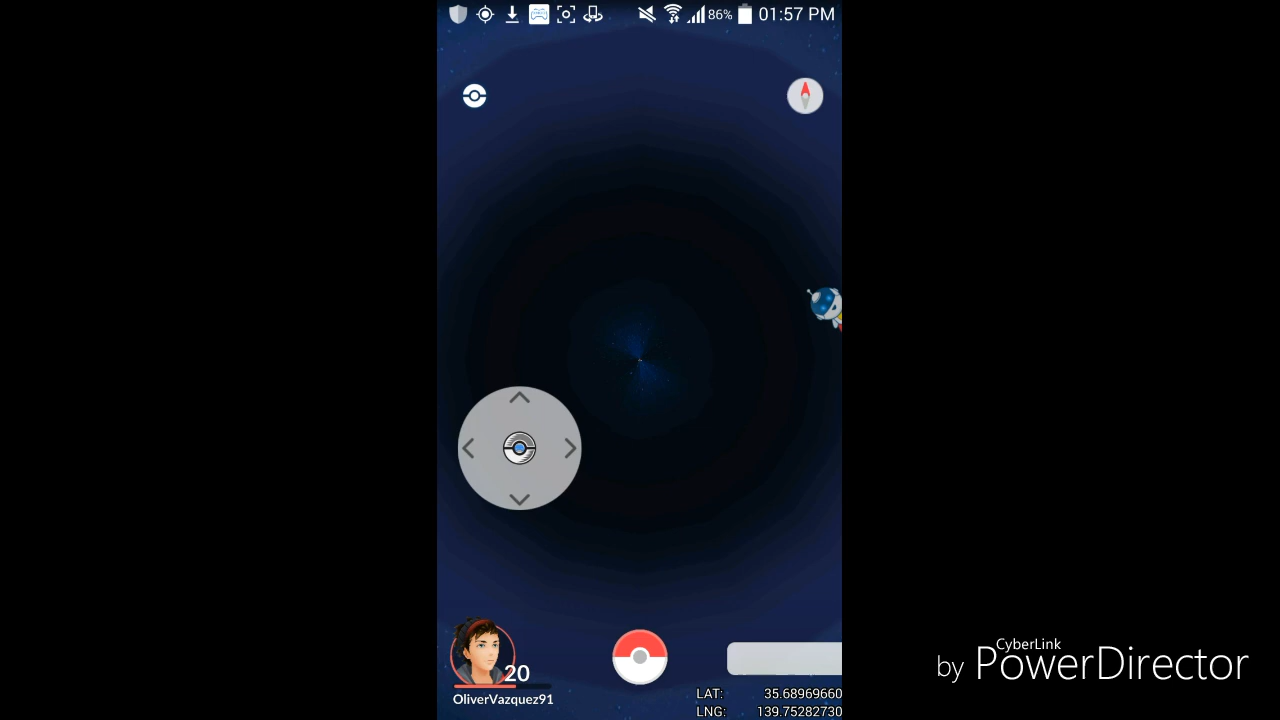 86% 01:57 PM
20
OliverVazquez91
LAT: 35.68969660
LNG: 139.75282730
CyberLink
by PowerDirector